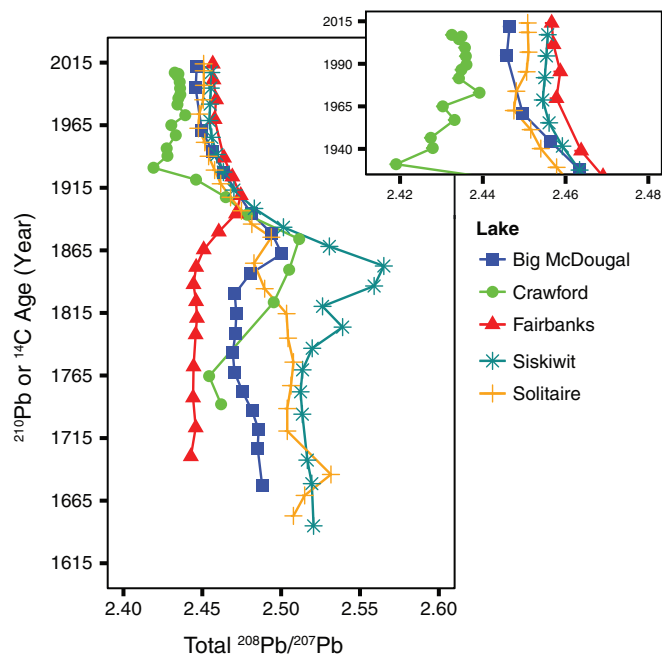 2015
1990
1965
1940
2.42
2.44
2.46
2.48
2015
1965
1915
1865
1815
1765
1715
1665
1615
2.40
2.45
2.50
2.55
2.60
²¹⁰Pb or ¹⁴C Age (Year)
Total ²⁰⁸Pb/²⁰⁷Pb
Lake
Big McDougal
Crawford
Fairbanks
Siskiwit
Solitaire